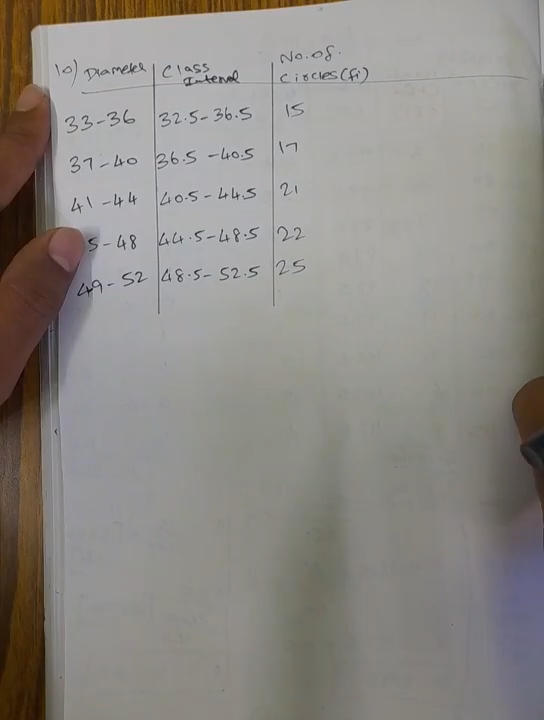 10) Diameter Class Interval No. of. Circles (fi)
33-36 32.5-36.5 15
37-40 36.5-40.5 17
41-44 40.5-44.5 21
5-48 44.5-48.5 22
49-52 48.5-52.5 25